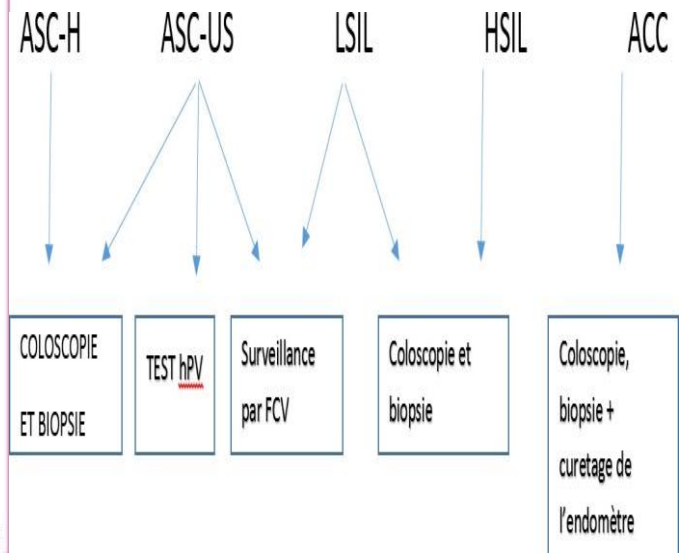 ASC-H ASC-US LSIL HSIL ACC
COLOSCOPIE
ET BIOPSIE
TEST hPV
Surveillance
par FCV
Coloscopie et
biopsie
Coloscopie,
biopsie +
curetage de
l'endomètre